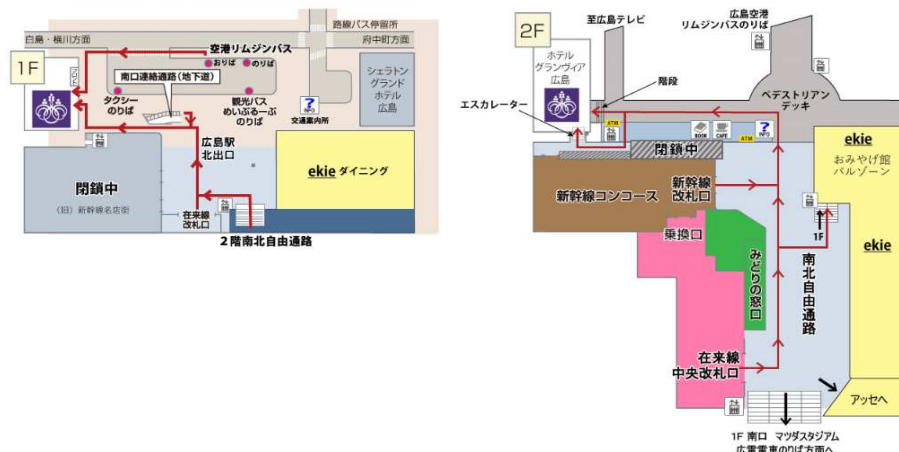 路線バス停留所
白島・横川方面
府中町方面
1F
空港リムジンバス
おりば
のりば
南口連絡通路(地下道)
シェラトン
グランド
ホテル
広島
タクシー
のりば
観光バス
めいぷるーぷ
のりば
?
INFO
交通案内所
広島駅
北出口
閉鎖中
(旧)新幹線名店街
ekie ダイニング
在来線
改札口
2階南北自由通路
2F
至広島テレビ
広島空港
リムジンバスのりば
ホテル
グランヴィア
広島
階段
エスカレーター
ペデストリアン
デッキ
ATM
BOOK
CAFE
?
INFO
ATM
閉鎖中
ekie
おみやげ館
バルゾーン
新幹線コンコース
新幹線
改札口
乗換口
みどりの窓口
1F
南北自由通路
ekie
在来線
中央改札口
アッセへ
1F 南口 マツダスタジアム
広電電車のりば方面へ